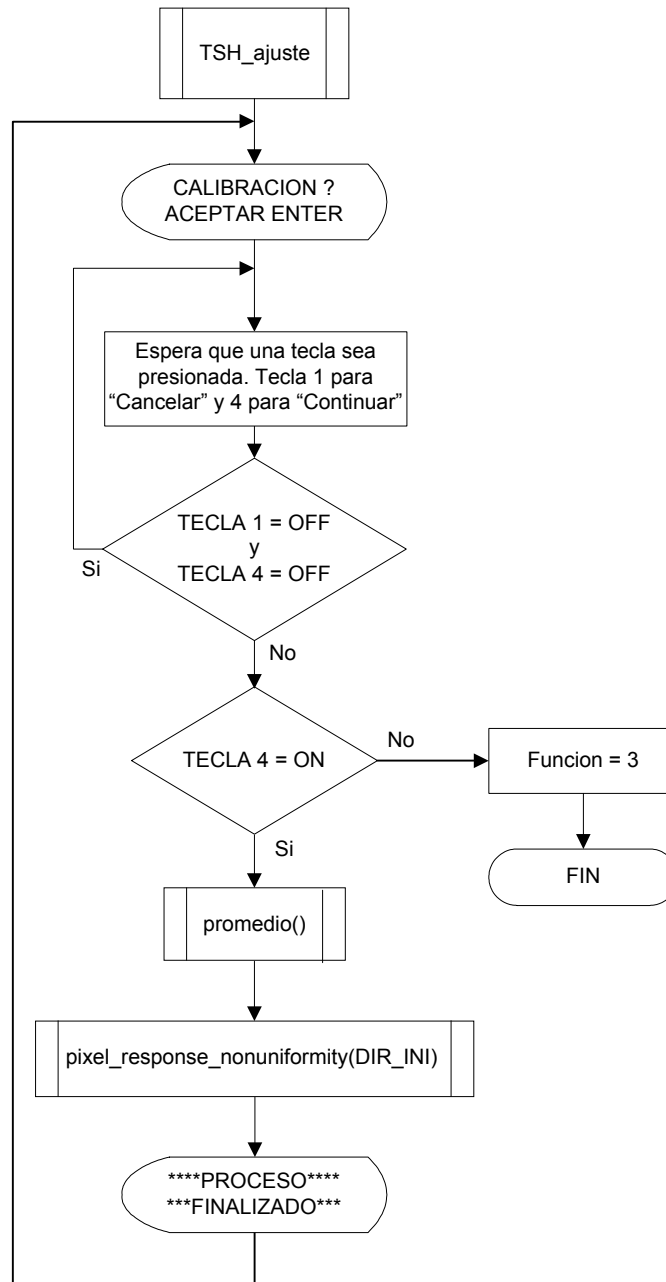 TSH_ajuste
CALIBRACION ?
ACEPTAR ENTER
Espera que una tecla sea
presionada. Tecla 1 para
“Cancelar” y 4 para “Continuar”
TECLA 1 = OFF
y
TECLA 4 = OFF
Si
No
TECLA 4 = ON
No
Funcion = 3
Si
FIN
promedio()
pixel_response_nonuniformity(DIR_INI)
****PROCESO****
***FINALIZADO***